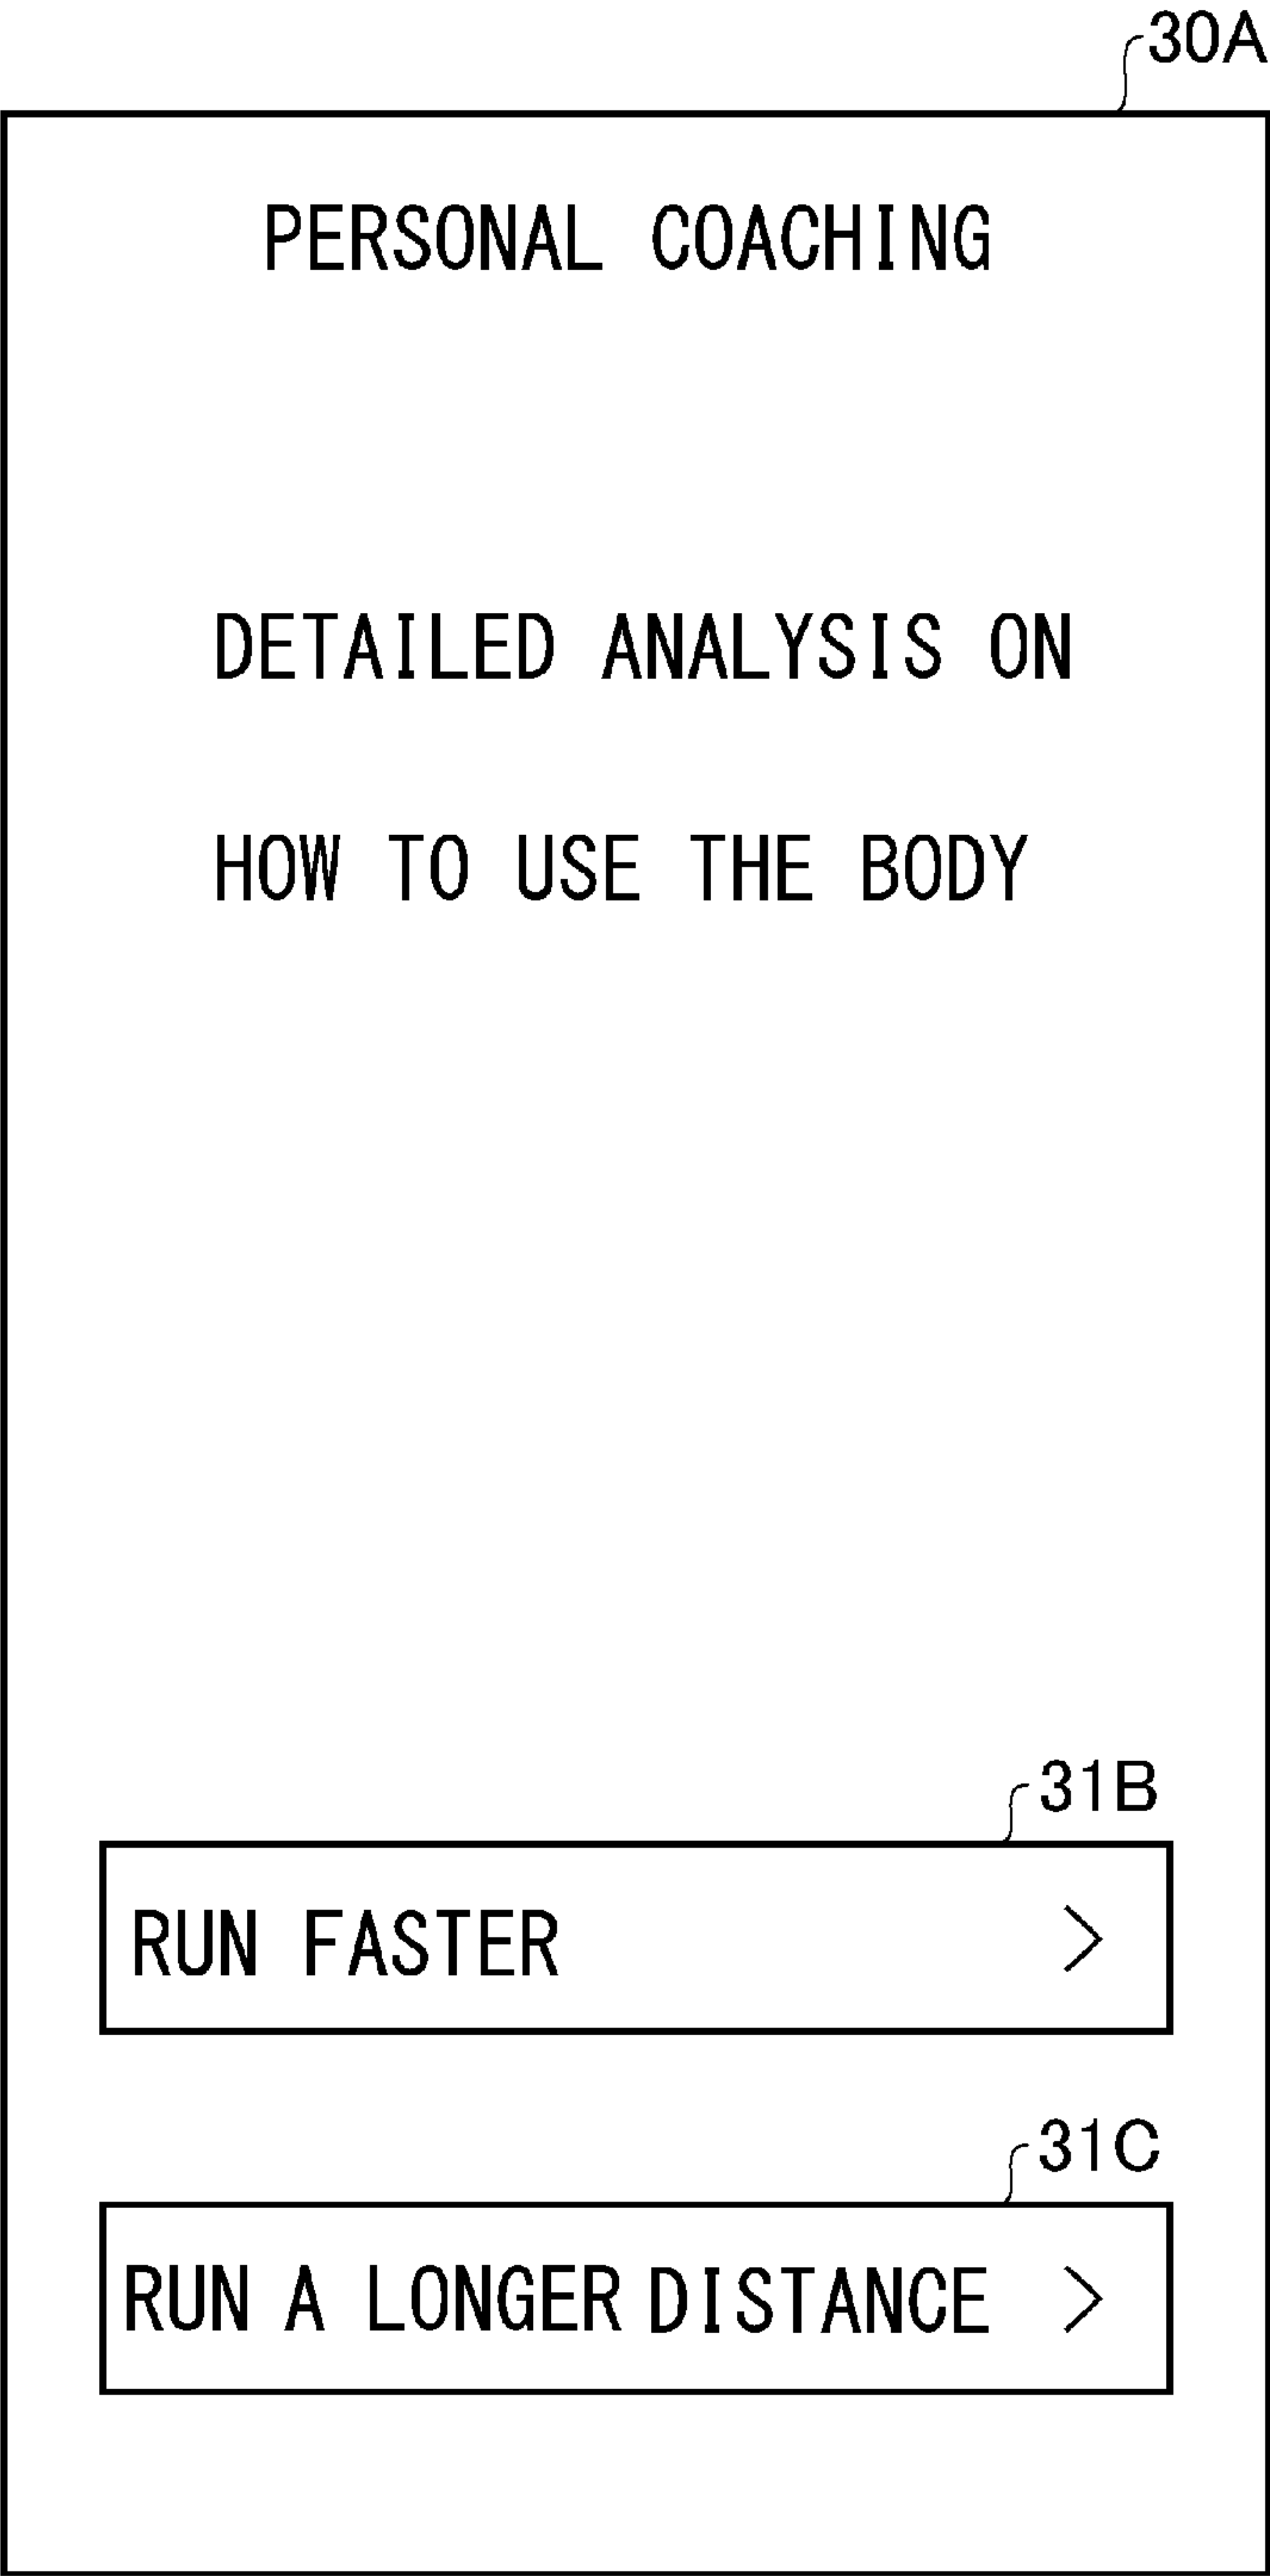 30A
PERSONAL COACHING
DETAILED ANALYSIS ON
HOW TO USE THE BODY
31B
RUN FASTER >
31C
RUN A LONGER DISTANCE >